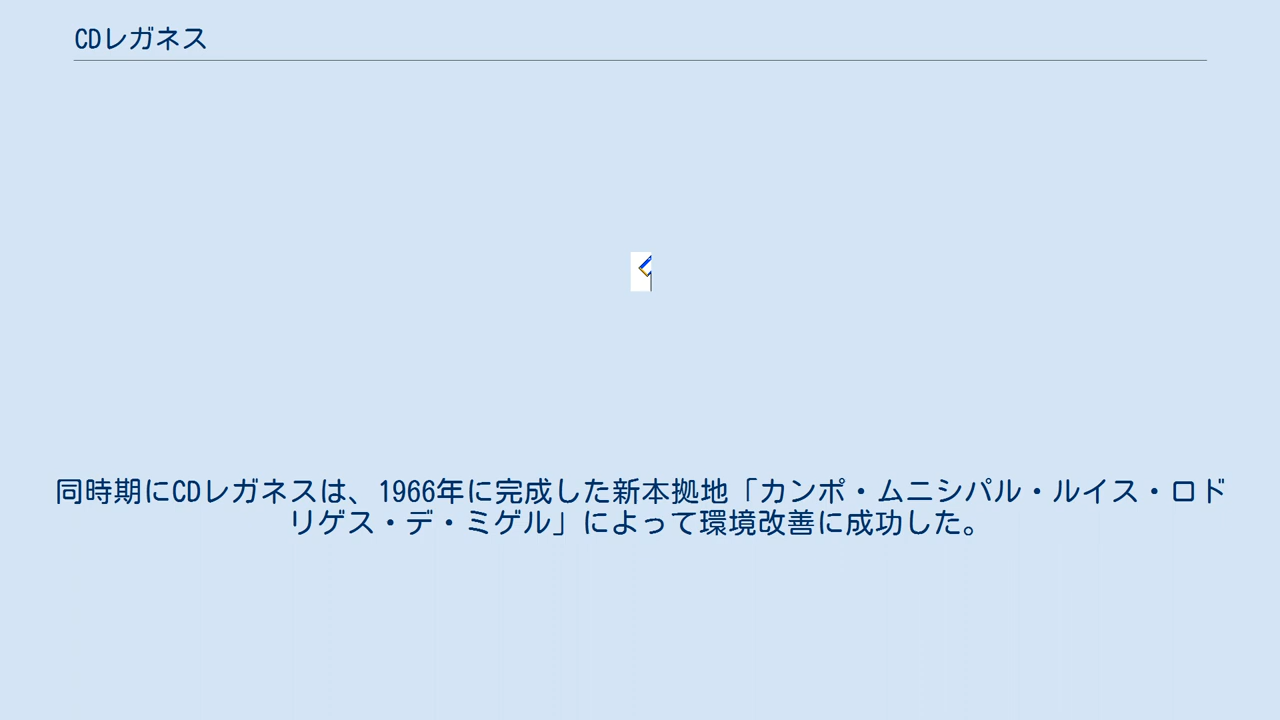 CDレガネス
同時期にCDレガネスは、1966年に完成した新本拠地「カンポ・ムニシパル・ルイス・ロド
リゲス・デ・ミゲル」によって環境改善に成功した。